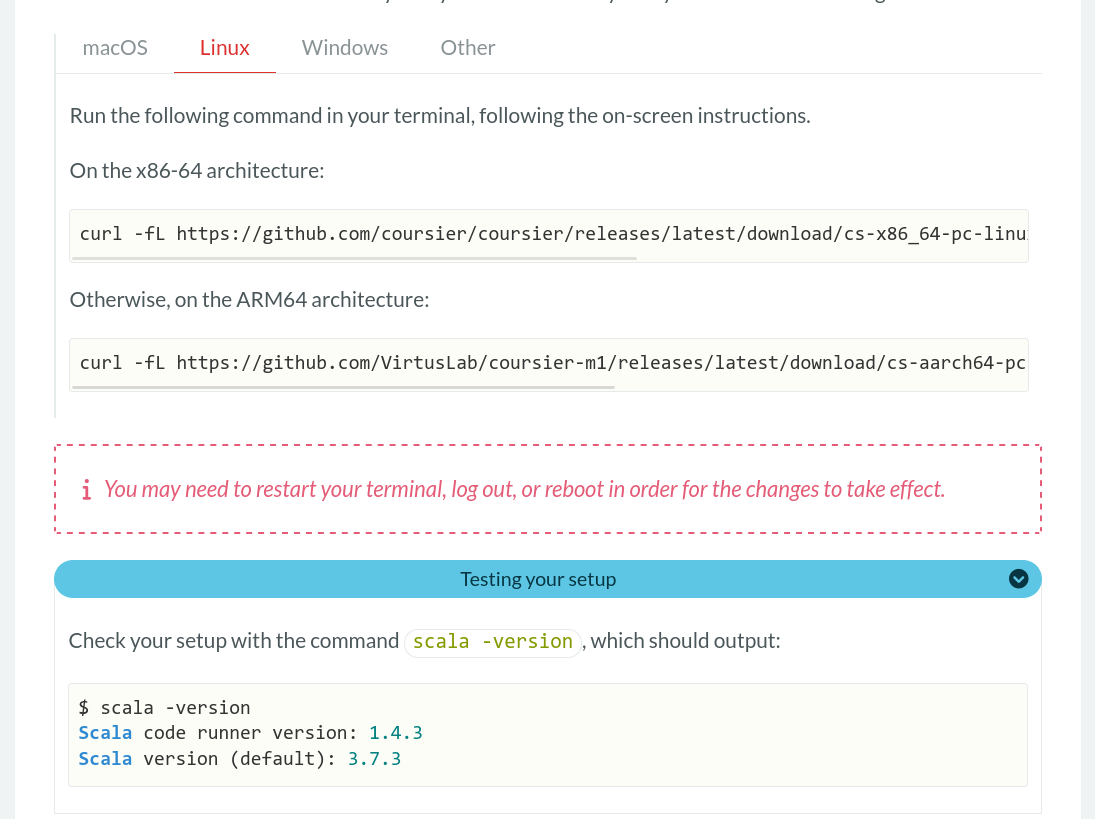 macOS Linux Windows Other
Run the following command in your terminal, following the on-screen instructions.
On the x86-64 architecture:
curl -fL https://github.com/coursier/coursier/releases/latest/download/cs-x86_64-pc-linu
Otherwise, on the ARM64 architecture:
curl -fL https://github.com/VirtusLab/coursier-m1/releases/latest/download/cs-aarch64-pc
You may need to restart your terminal, log out, or reboot in order for the changes to take effect.
Testing your setup
Check your setup with the command scala -version, which should output:
$ scala -version
Scala code runner version: 1.4.3
Scala version (default): 3.7.3